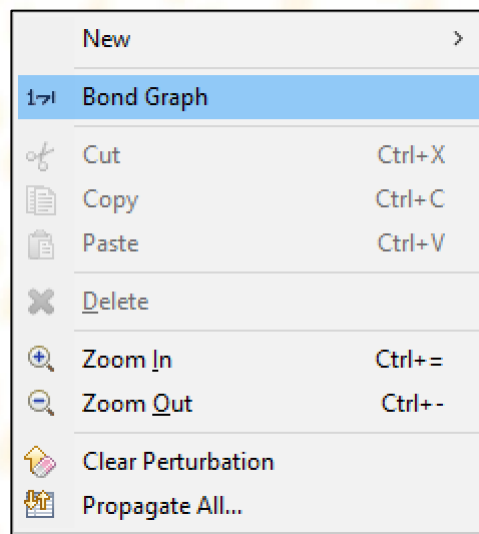 New >
1 Bond Graph
Cut Ctrl+X
Copy Ctrl+C
Paste Ctrl+V
Delete
Zoom In Ctrl+=
Zoom Out Ctrl+-
Clear Perturbation
Propagate All...